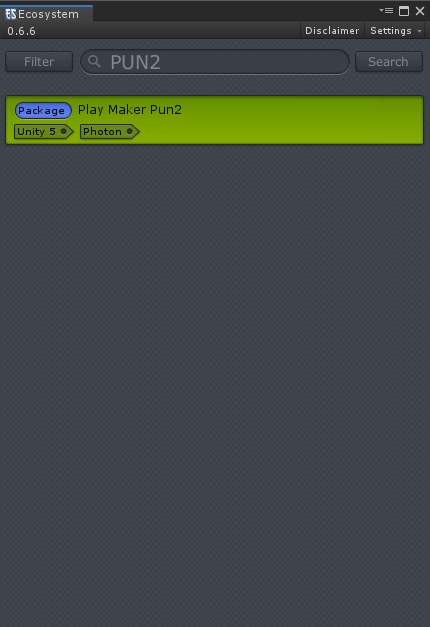 Ecosystem
0.6.6 Disclaimer Settings
Filter PUN2 Search
Package Play Maker Pun2
Unity 5 Photon